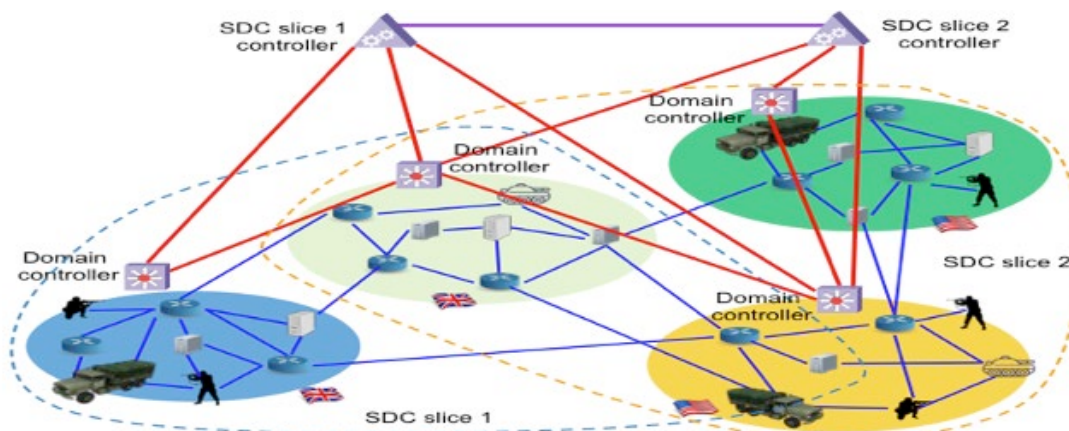 SDC slice 1
controller
SDC slice 2
controller
Domain
controller
Domain
controller
Domain
controller
SDC slice 2
Domain
controller
SDC slice 1